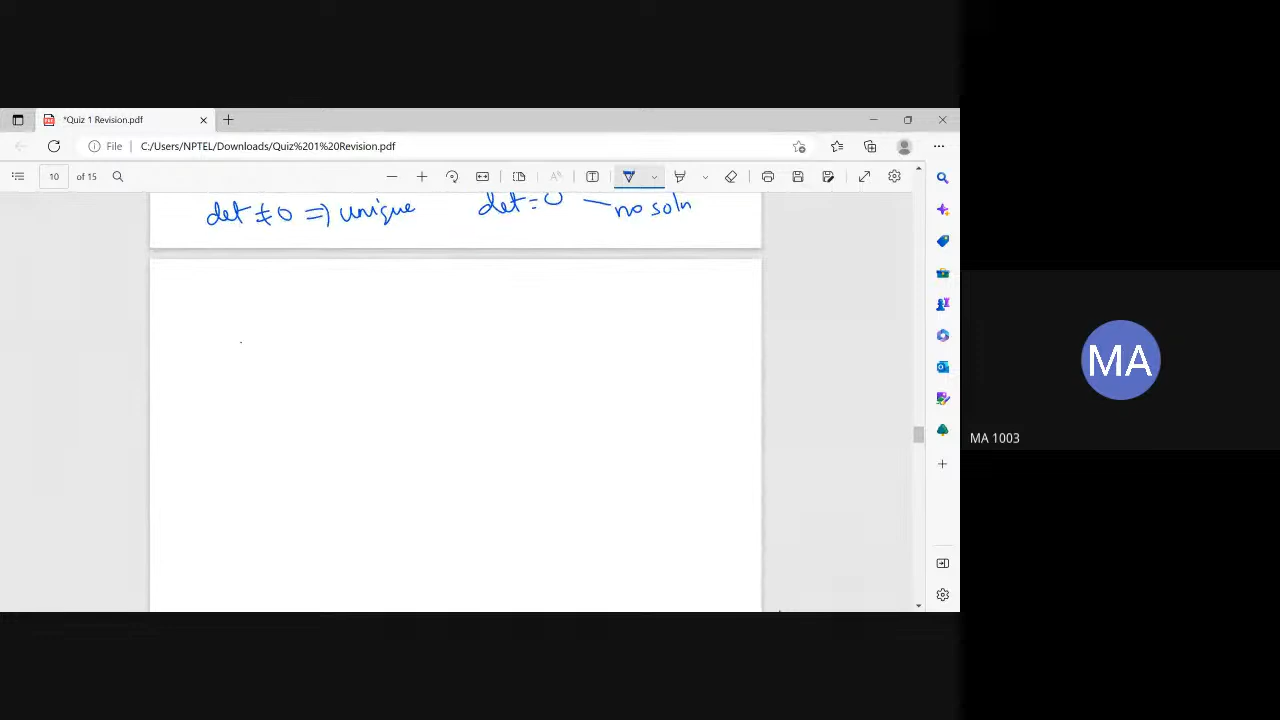 *Quiz 1 Revision.pdf
File C:/Users/NPTEL/Downloads/Quiz%201%20Revision.pdf
10 of 15
det ≠ 0 ⇒ unique det = 0 — no soln
MA
MA 1003